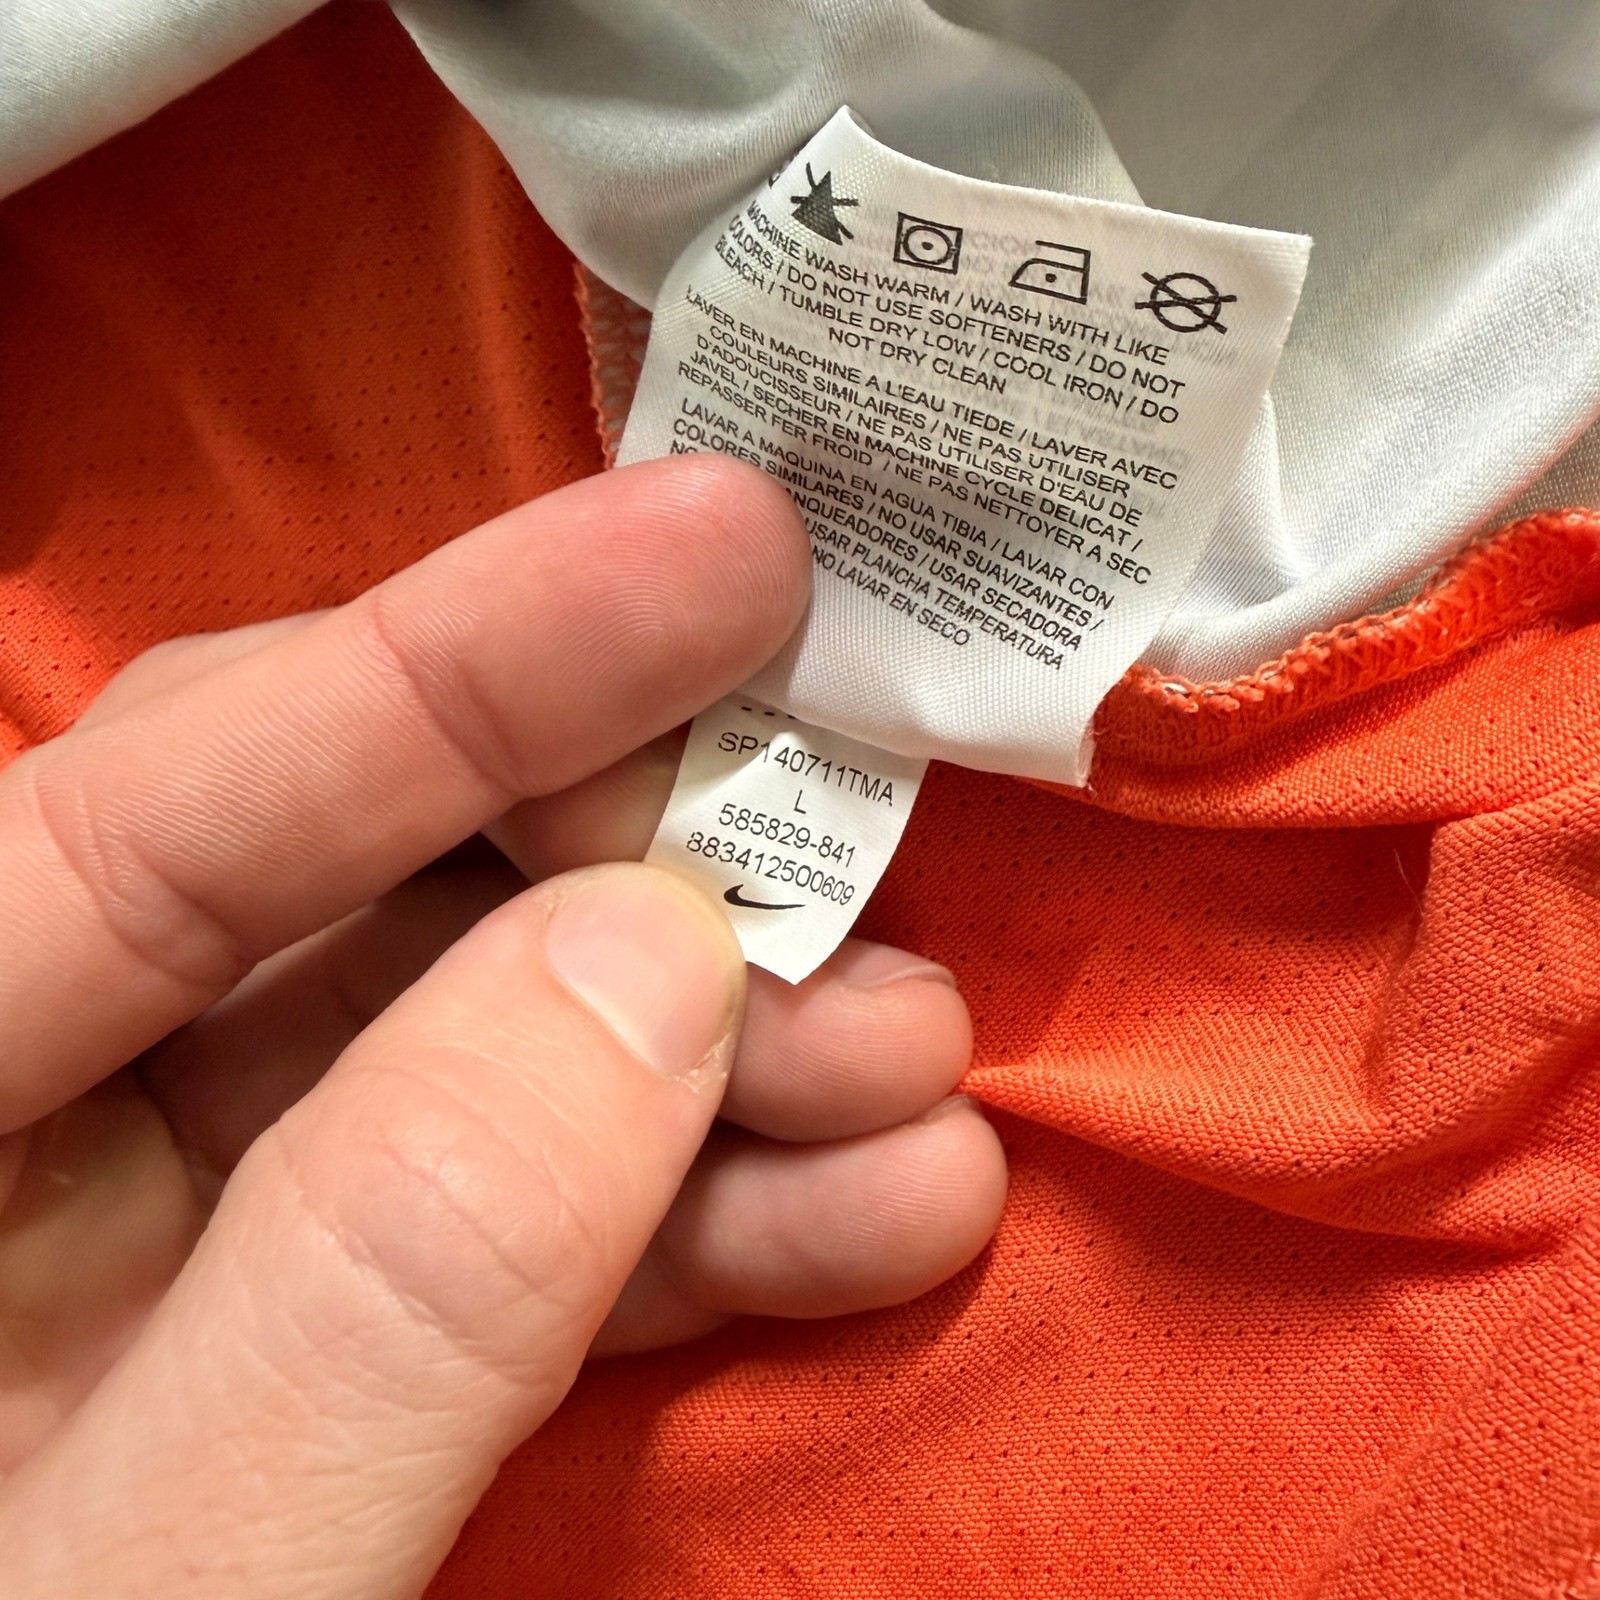 MACHINE WASH WARM / WASH WITH LIKE
COLORS / DO NOT USE SOFTENERS / DO NOT
BLEACH / TUMBLE DRY LOW / COOL IRON / DO
NOT DRY CLEAN
LAVER EN MACHINE A L'EAU TIEDE / LAVER AVEC
COULEURS SIMILAIRES / NE PAS UTILISER
D'ADOUCISSEUR / NE PAS UTILISER D'EAU DE
JAVEL / SECHER EN MACHINE CYCLE DELICAT /
REPASSER FER FROID / NE PAS NETTOYER A SEC
LAVAR A MAQUINA EN AGUA TIBIA / LAVAR CON
COLORES SIMILARES / NO USAR SUAVIZANTES /
USAR SECADORA
USAR PLANCHA TEMPERATURA
NO LAVAR EN SECO
SP140711TMA
L
585829-841
883412500609